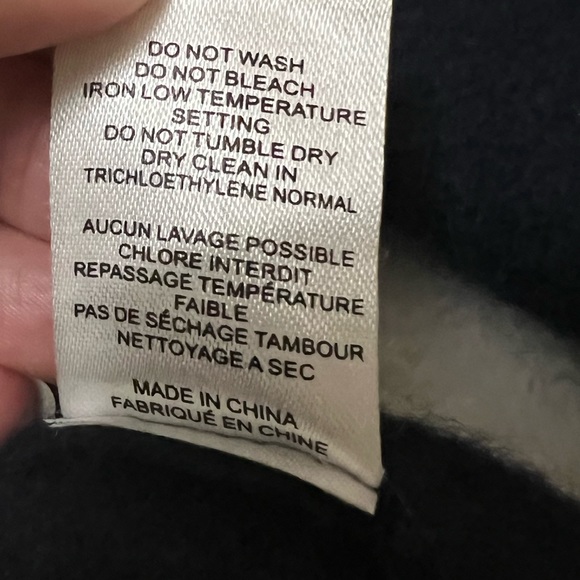 DO NOT WASH
DO NOT BLEACH
IRON LOW TEMPERATURE
SETTING
DO NOT TUMBLE DRY
DRY CLEAN IN
TRICHLOETHYLENE NORMAL
AUCUN LAVAGE POSSIBLE
CHLORE INTERDIT
REPASSAGE TEMPÉRATURE
FAIBLE
PAS DE SÉCHAGE TAMBOUR
NETTOYAGE A SEC
MADE IN CHINA
FABRIQUÉ EN CHINE